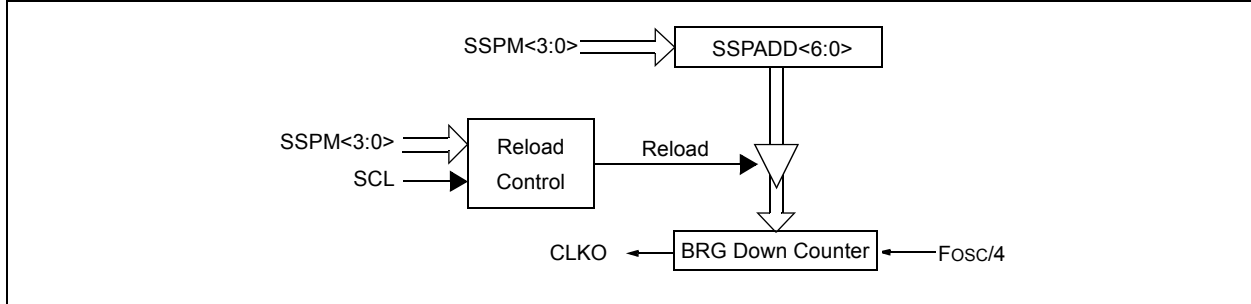 SSPM<3:0>
SSPADD<6:0>
SSPM<3:0>
SCL
Reload
Control
Reload
CLKO
BRG Down Counter
FOSC/4